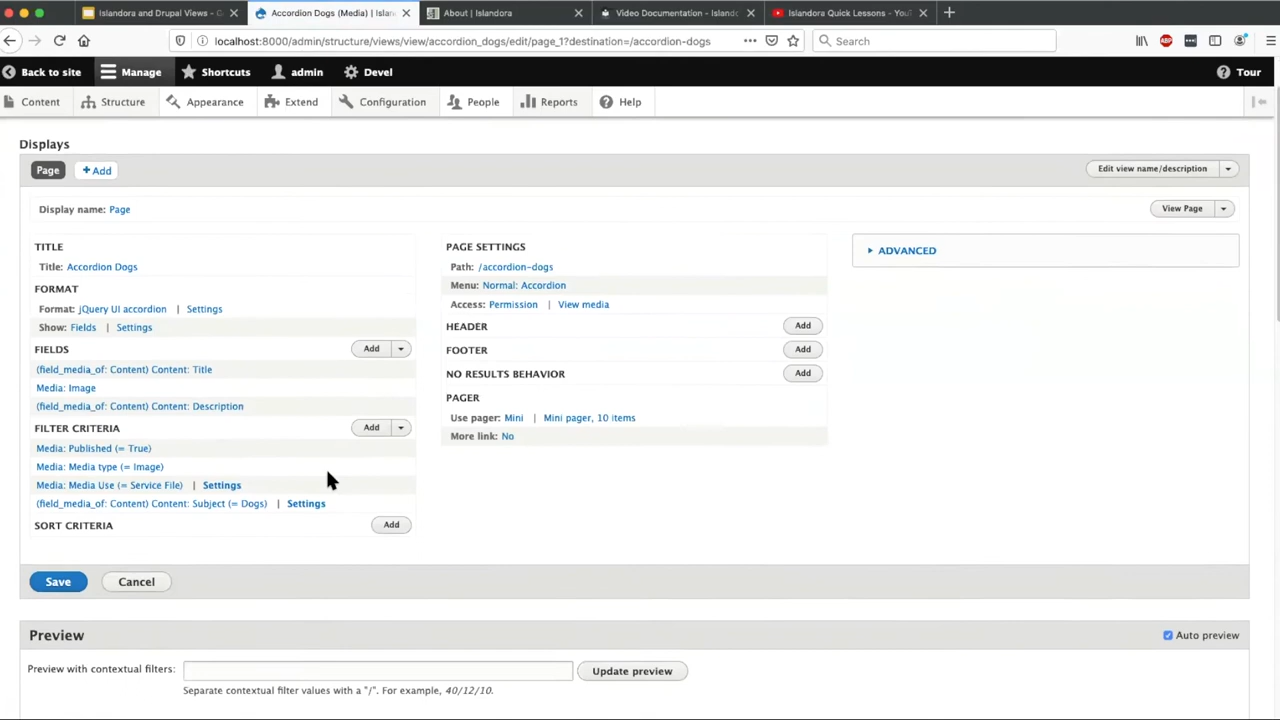 Islandora and Drupal Views - G
Accordion Dogs (Media) | Islan
About | Islandora
Video Documentation - Islando
Islandora Quick Lessons - YouT
localhost:8000/admin/structure/views/view/accordion_dogs/edit/page_1?destination=/accordion-dogs
Search
ABP
Back to site
Manage
Shortcuts
admin
Devel
Tour
Content
Structure
Appearance
Extend
Configuration
People
Reports
Help
Displays
Page
+ Add
Edit view name/description
Display name: Page
View Page
TITLE
Title: Accordion Dogs
FORMAT
Format: jQuery UI accordion | Settings
Show: Fields | Settings
FIELDS
Add
(field_media_of: Content) Content: Title
Media: Image
(field_media_of: Content) Content: Description
FILTER CRITERIA
Add
Media: Published (= True)
Media: Media type (= Image)
Media: Media Use (= Service File) | Settings
(field_media_of: Content) Content: Subject (= Dogs) | Settings
SORT CRITERIA
Add
PAGE SETTINGS
Path: /accordion-dogs
Menu: Normal: Accordion
Access: Permission | View media
HEADER
Add
FOOTER
Add
NO RESULTS BEHAVIOR
Add
PAGER
Use pager: Mini | Mini pager, 10 items
More link: No
ADVANCED
Save
Cancel
Preview
Auto preview
Preview with contextual filters:
Update preview
Separate contextual filter values with a "/". For example, 40/12/10.